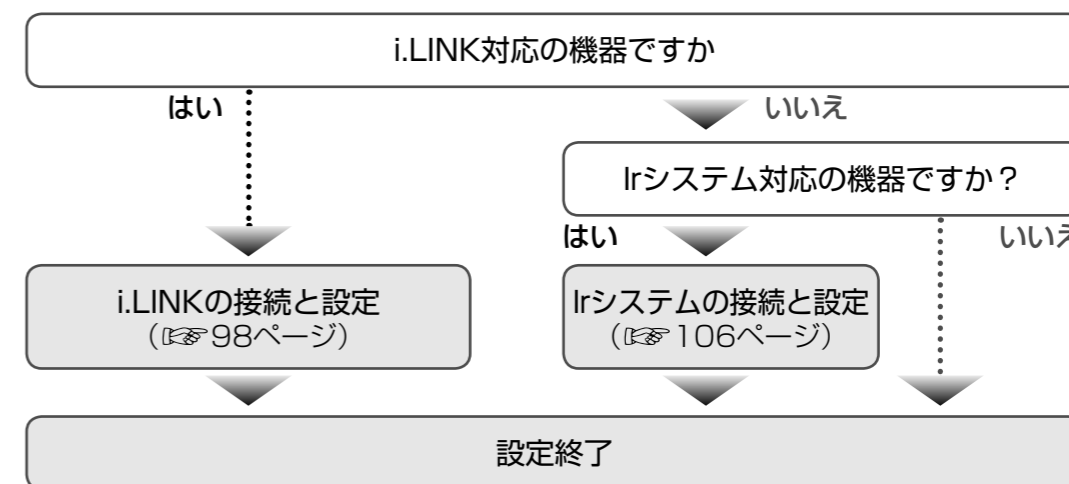 i.LINK対応の機器ですか
はい
いいえ
Irシステム対応の機器ですか？
はい
いいえ
i.LINKの接続と設定
（☞98ページ）
Irシステムの接続と設定
（☞106ページ）
設定終了